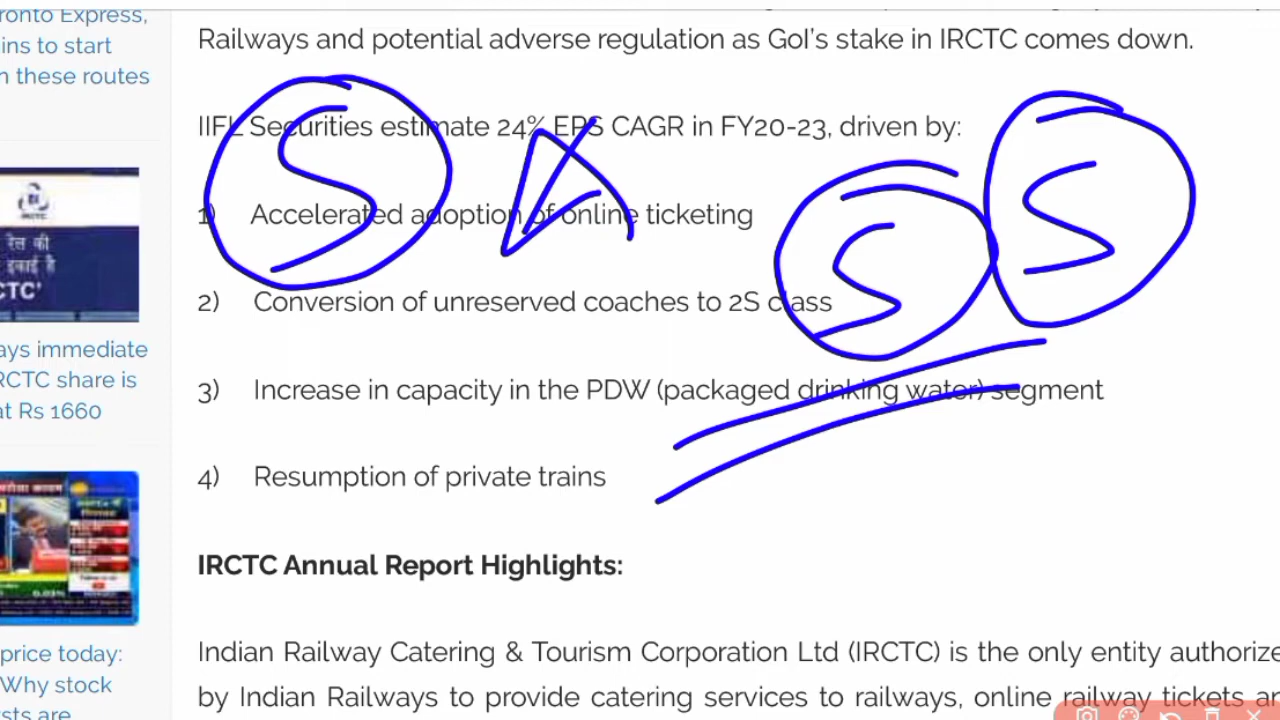 ronto Express,
ins to start
n these routes
रेल की
CTC'
ays immediate
RCTC share is
at Rs 1660
price today:
Why stock
sts are
Railways and potential adverse regulation as GoI's stake in IRCTC comes down.
IIFL Securities estimate 24% EPS CAGR in FY20-23, driven by:
1) Accelerated adoption of online ticketing
2) Conversion of unreserved coaches to 2S class
3) Increase in capacity in the PDW (packaged drinking water) segment
4) Resumption of private trains
S
S
S
IRCTC Annual Report Highlights:
Indian Railway Catering & Tourism Corporation Ltd (IRCTC) is the only entity authorize
by Indian Railways to provide catering services to railways, online railway tickets an